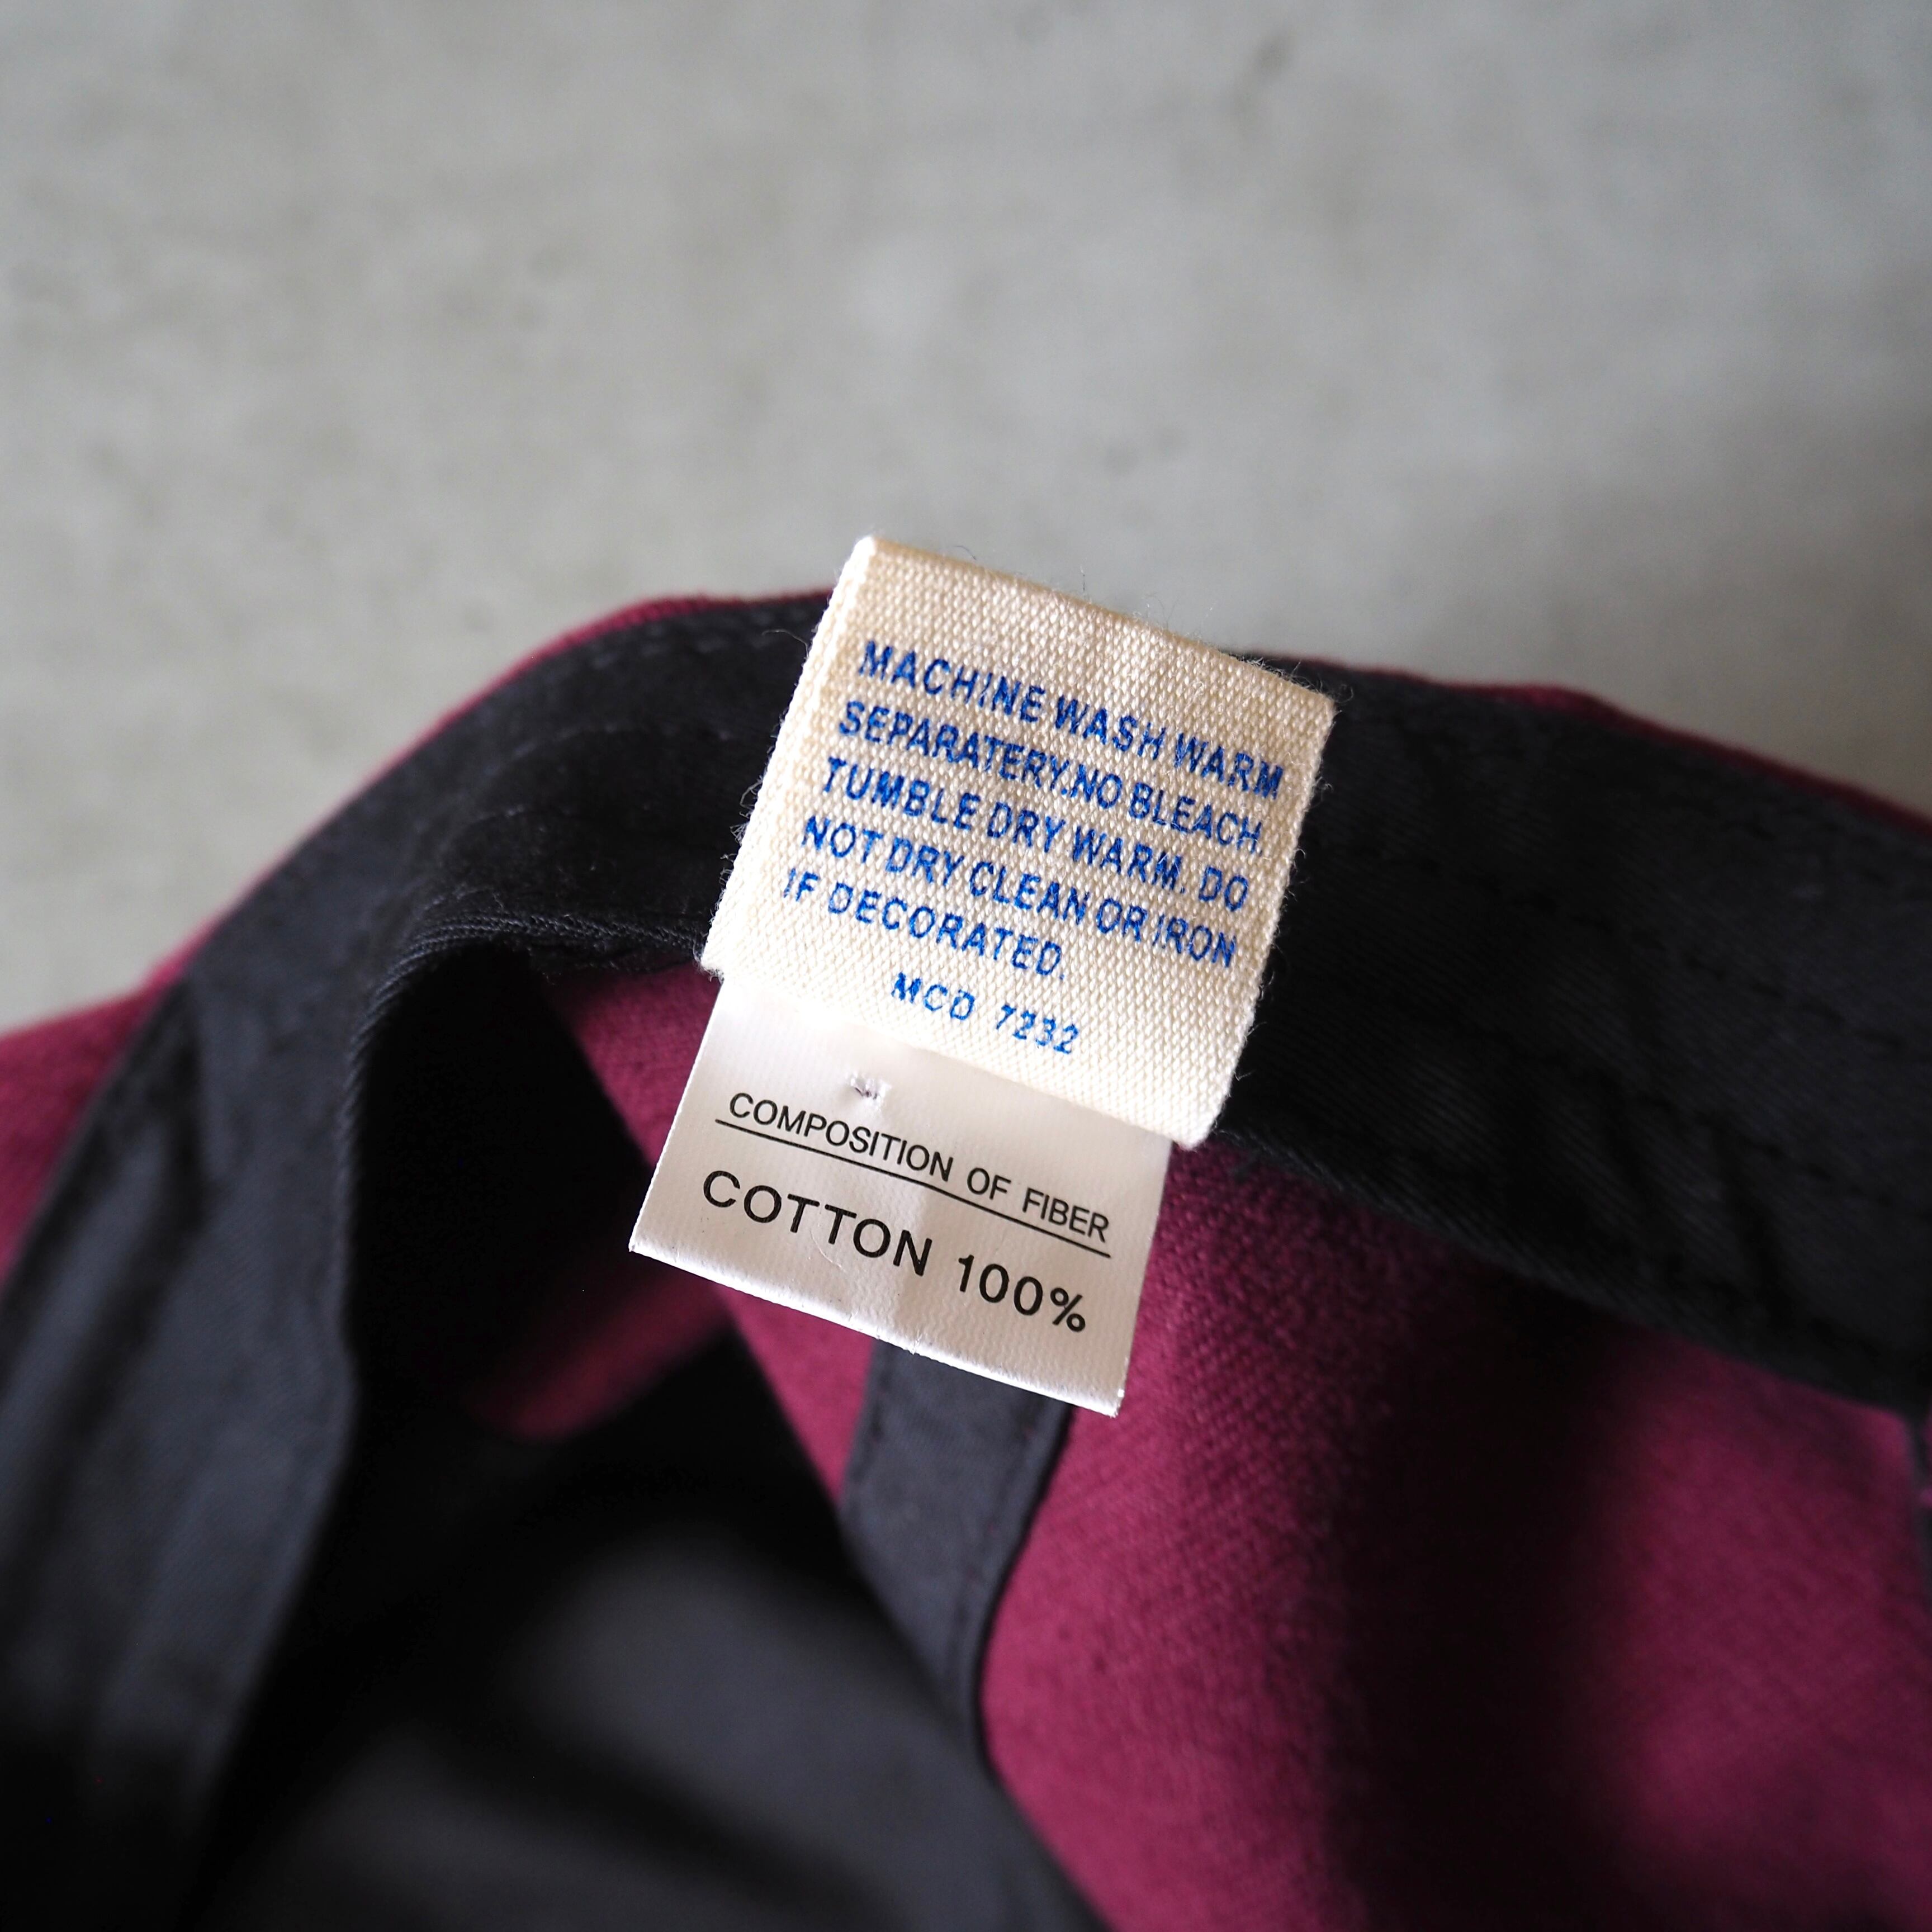 MACHINE WASH WARM
SEPARATERY.NO BLEACH.
TUMBLE DRY WARM. DO
NOT DRY CLEAN OR IRON
IF DECORATED.
MCD 7232
COMPOSITION OF FIBER
COTTON 100%